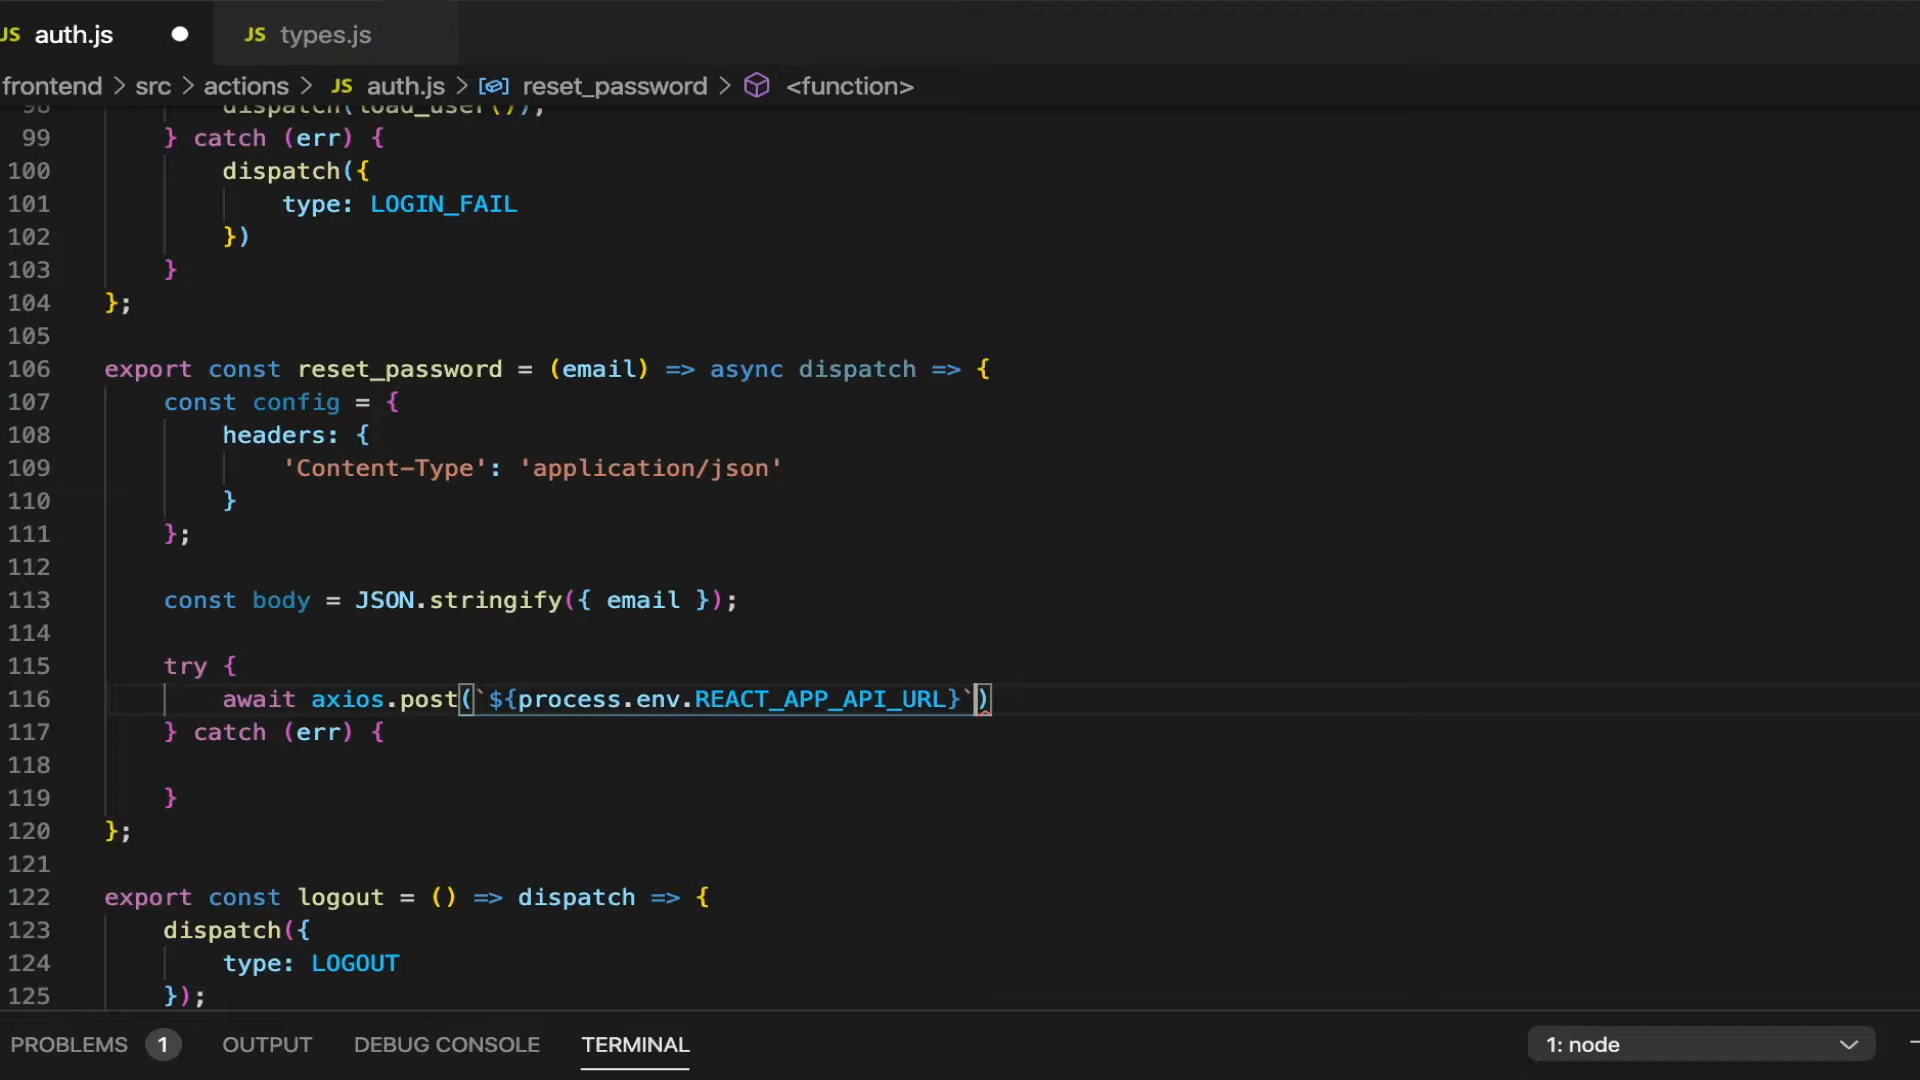 JS auth.js JS types.js
frontend > src > actions > JS auth.js > reset_password > <function>
98 dispatch(load_user());
99 } catch (err) {
100 dispatch({
101 type: LOGIN_FAIL
102 })
103 }
104 };
105
106 export const reset_password = (email) => async dispatch => {
107 const config = {
108 headers: {
109 'Content-Type': 'application/json'
110 }
111 };
112
113 const body = JSON.stringify({ email });
114
115 try {
116 await axios.post(`${process.env.REACT_APP_API_URL}`)
117 } catch (err) {
118
119 }
120 };
121
122 export const logout = () => dispatch => {
123 dispatch({
124 type: LOGOUT
125 });
PROBLEMS 1 OUTPUT DEBUG CONSOLE TERMINAL 1: node